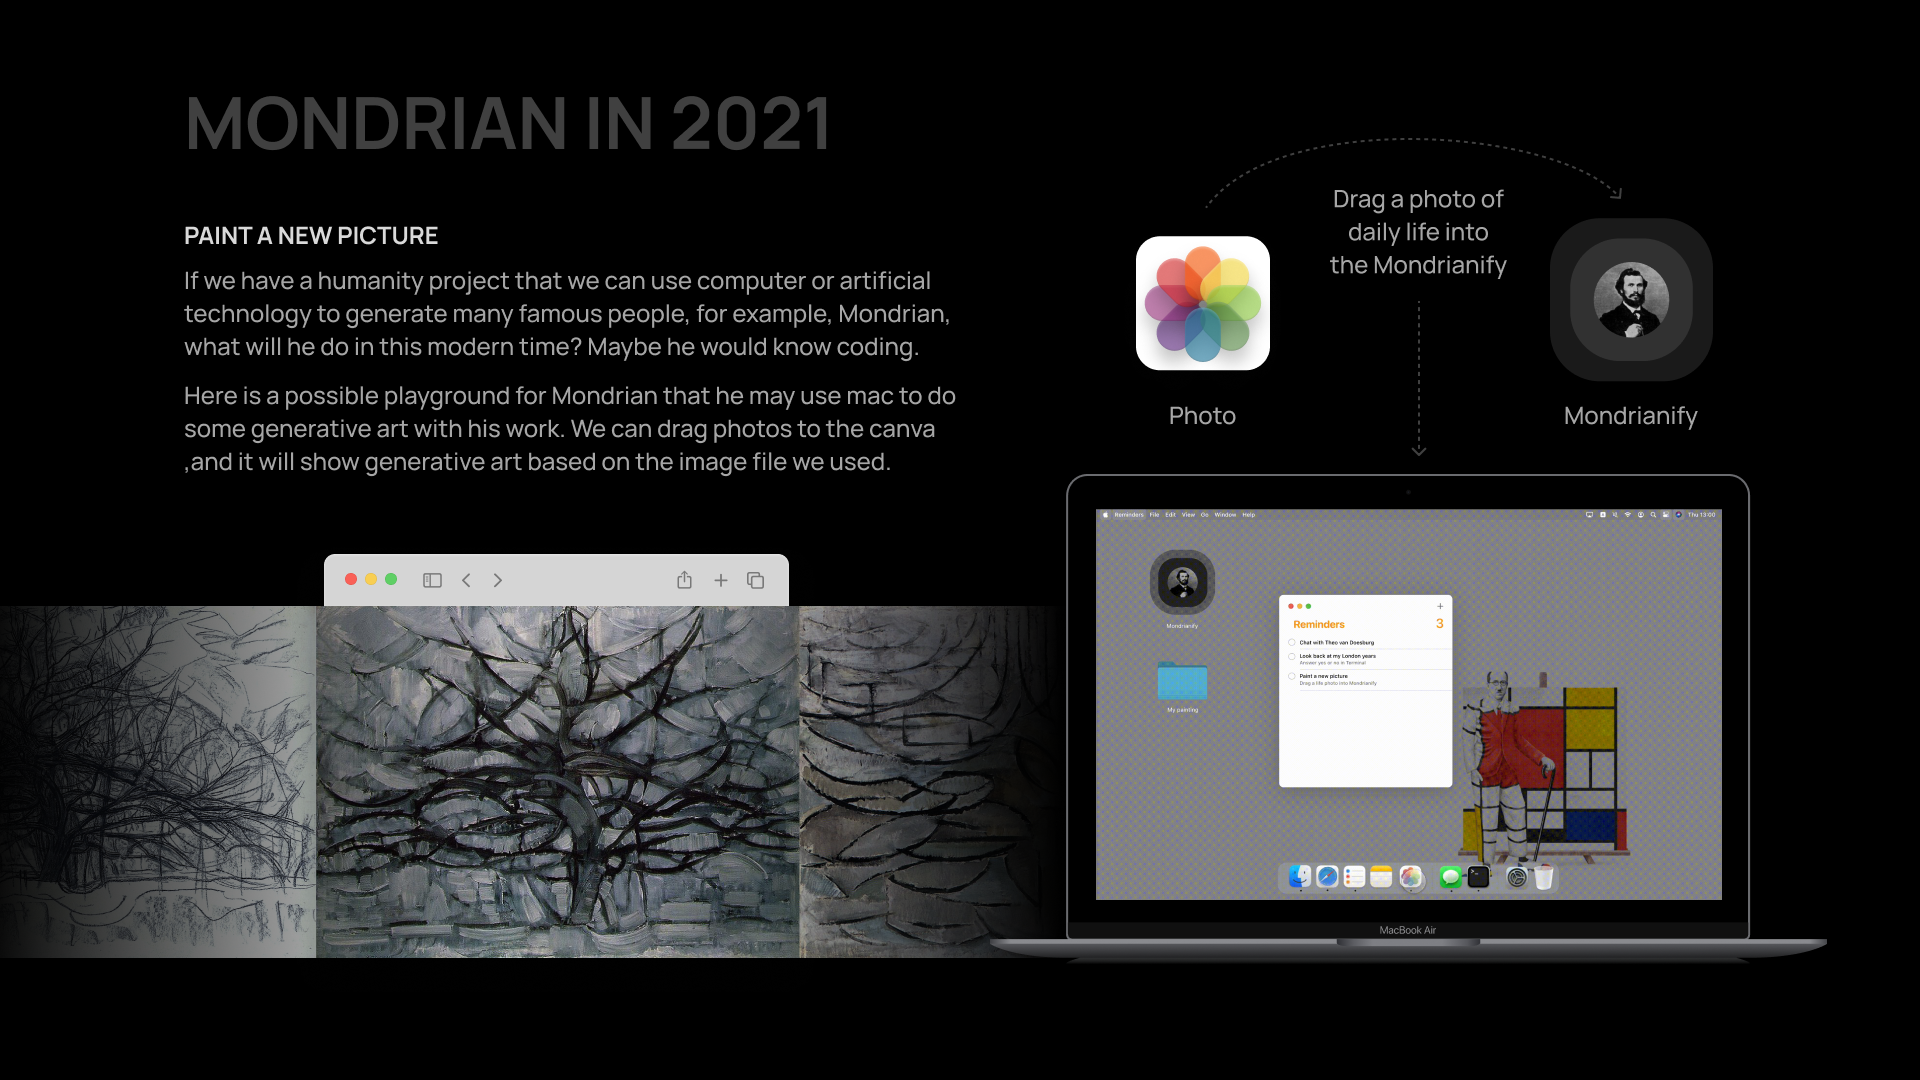 MONDRIAN IN 2021
PAINT A NEW PICTURE
If we have a humanity project that we can use computer or artificial
technology to generate many famous people, for example, Mondrian,
what will he do in this modern time? Maybe he would know coding.
Here is a possible playground for Mondrian that he may use mac to do
some generative art with his work. We can drag photos to the canva
,and it will show generative art based on the image file we used.
Drag a photo of
daily life into
the Mondrianify
Photo
Mondrianify
Reminders File Edit View Go Window Help
Thu 13:00
Mondrianify
My painting
Reminders 3
Chat with Theo van Doesburg
Look back at my London years
Answer yes or no in Terminal
Paint a new picture
Drag a life photo into Mondrianify
MacBook Air